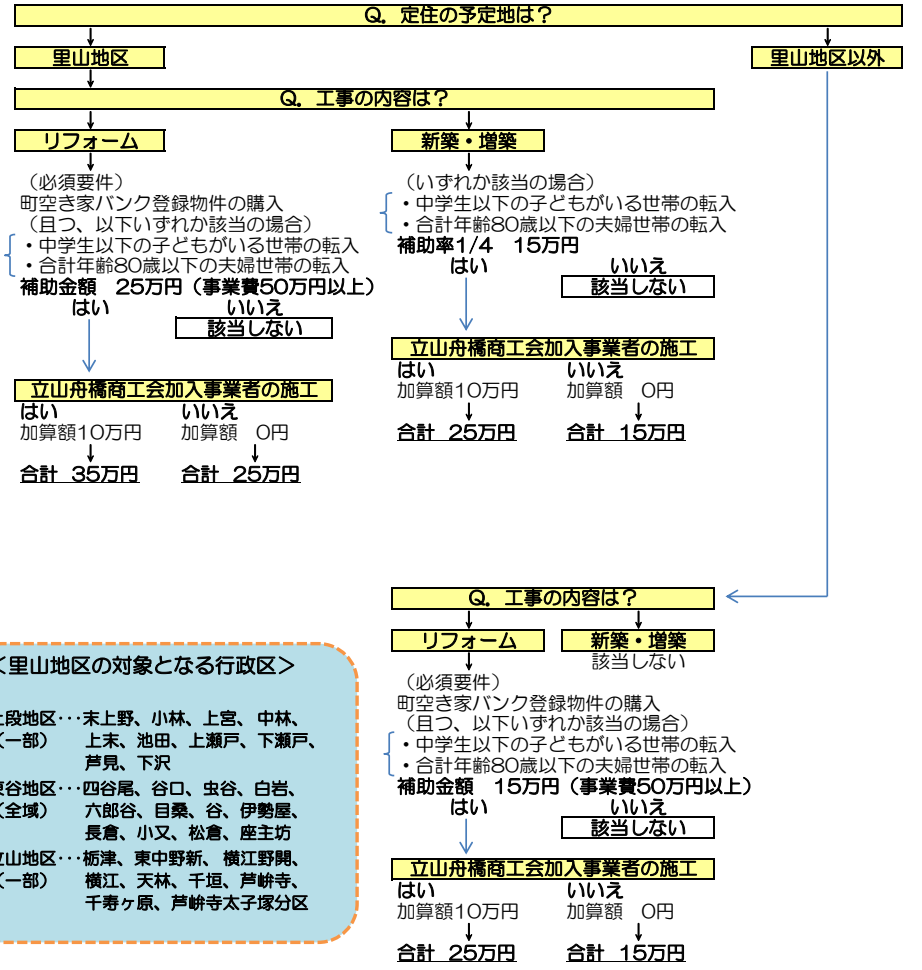 Q．定住の予定地は？
里山地区
里山地区以外
Q．工事の内容は？
リフォーム
新築・増築
（必須要件）
町空き家バンク登録物件の購入
（且つ、以下いずれか該当の場合）
・中学生以下の子どもがいる世帯の転入
・合計年齢80歳以下の夫婦世帯の転入
補助金額　25万円（事業費50万円以上）
はい　いいえ
該当しない
立山舟橋商工会加入事業者の施工
はい　いいえ
加算額10万円　加算額　0円
合計　35万円　合計　25万円
（いずれか該当の場合）
・中学生以下の子どもがいる世帯の転入
・合計年齢80歳以下の夫婦世帯の転入
補助率1/4　15万円
はい　いいえ
該当しない
立山舟橋商工会加入事業者の施工
はい　いいえ
加算額10万円　加算額　0円
合計　25万円　合計　15万円
Q．工事の内容は？
リフォーム　新築・増築
該当しない
（必須要件）
町空き家バンク登録物件の購入
（且つ、以下いずれか該当の場合）
・中学生以下の子どもがいる世帯の転入
・合計年齢80歳以下の夫婦世帯の転入
補助金額　15万円（事業費50万円以上）
はい　いいえ
該当しない
立山舟橋商工会加入事業者の施工
はい　いいえ
加算額10万円　加算額　0円
合計　25万円　合計　15万円
＜里山地区の対象となる行政区＞
段地区･･･末上野、小林、上宮、中林、
（一部）　上末、池田、上瀬戸、下瀬戸、
芦見、下沢
谷地区･･･四谷尾、谷口、虫谷、白岩、
（全域）　六郎谷、目桑、谷、伊勢屋、
長倉、小又、松倉、座主坊
山地区･･･栃津、東中野新、横江野開、
（一部）　横江、天林、千垣、芦峅寺、
千寿ヶ原、芦峅寺太子塚分区